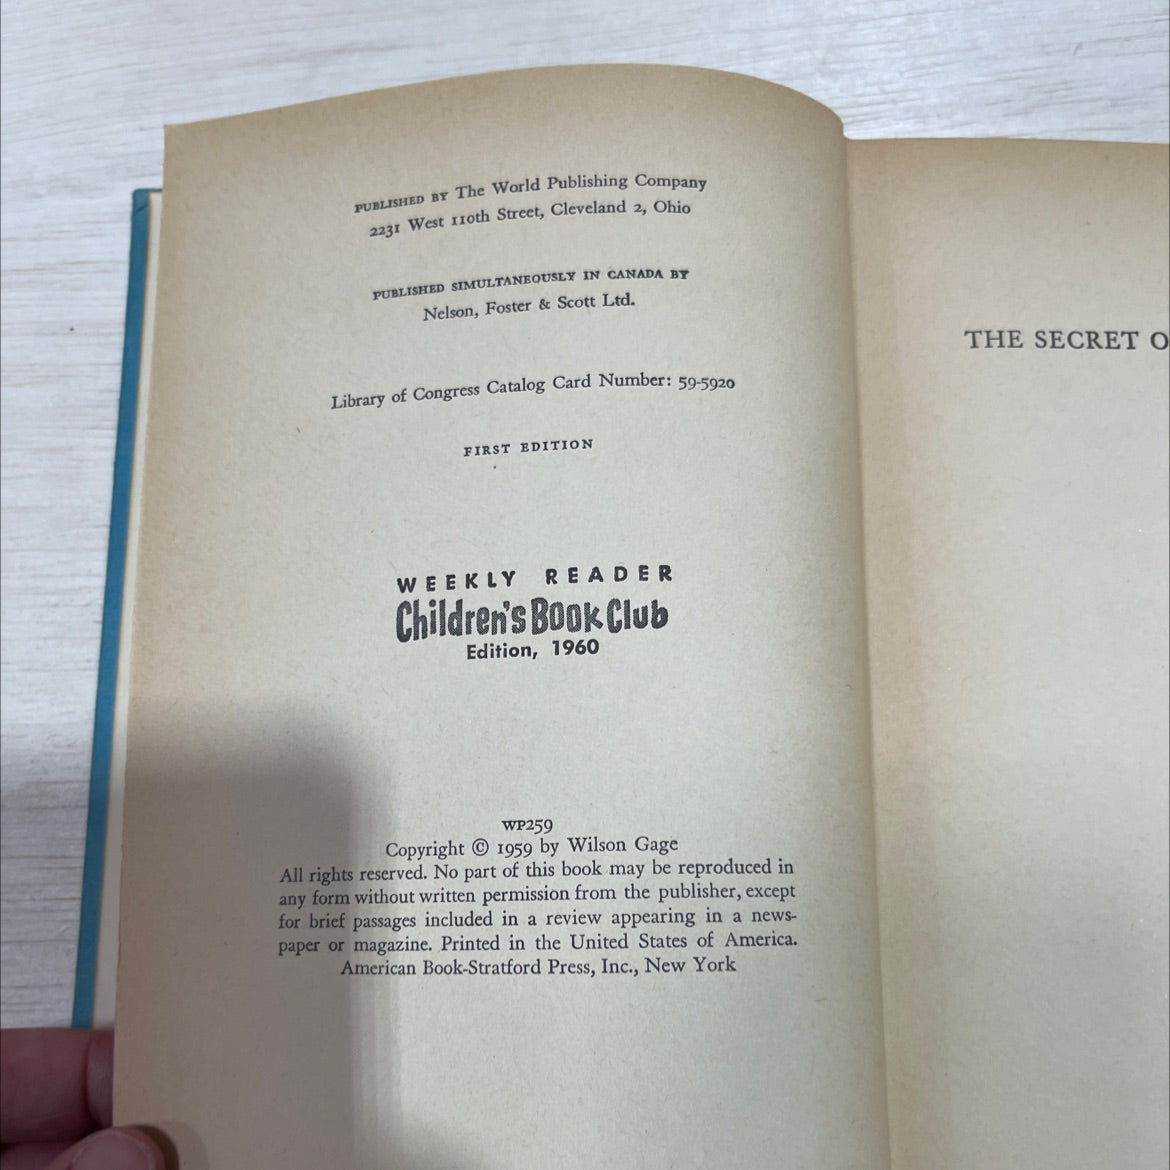 PUBLISHED BY The World Publishing Company
2231 West 110th Street, Cleveland 2, Ohio
PUBLISHED SIMULTANEOUSLY IN CANADA BY
Nelson, Foster & Scott Ltd.
Library of Congress Catalog Card Number: 59-5920
FIRST EDITION
WEEKLY READER
Children's Book Club
Edition, 1960
WP259
Copyright © 1959 by Wilson Gage
All rights reserved. No part of this book may be reproduced in
any form without written permission from the publisher, except
for brief passages included in a review appearing in a news-
paper or magazine. Printed in the United States of America.
American Book-Stratford Press, Inc., New York
THE SECRET O